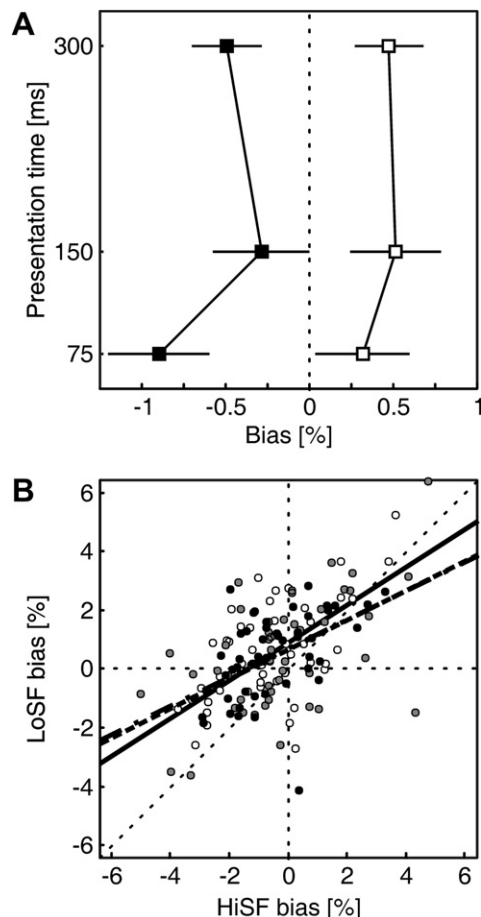 A
Presentation time [ms]
300
150
75
-1 -0.5 0 0.5 1
Bias [%]
B
LoSF bias [%]
6
4
2
0
-2
-4
-6
-6 -4 -2 0 2 4 6
HiSF bias [%]